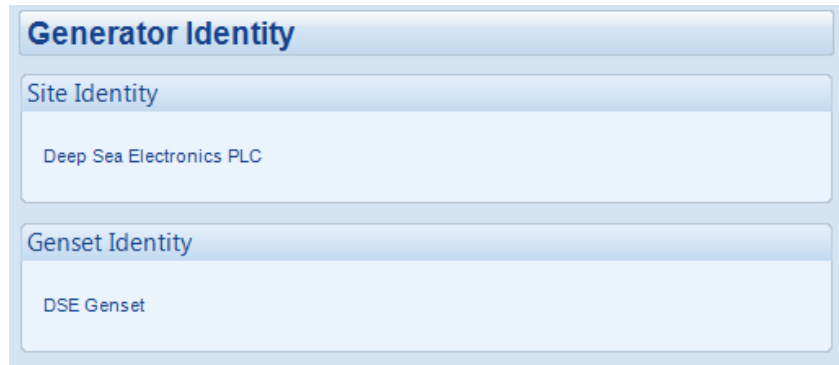 Generator Identity
Site Identity
Deep Sea Electronics PLC
Genset Identity
DSE Genset